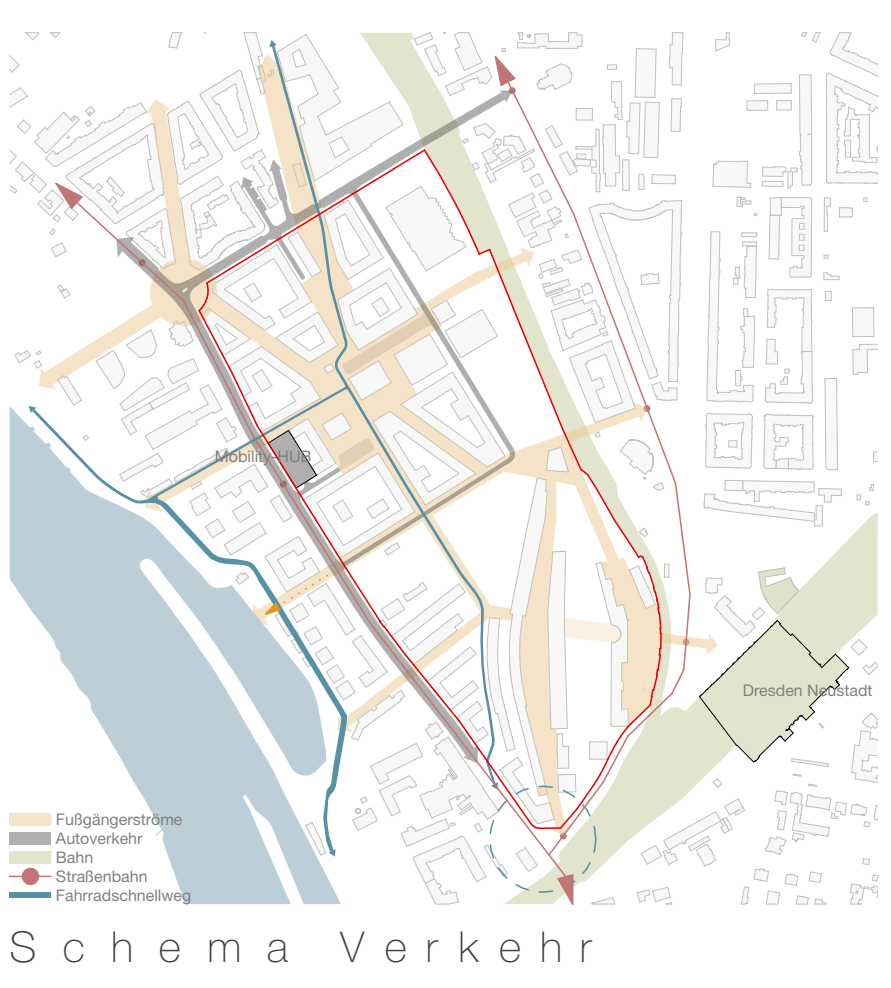 Mobility-HUB
Dresden Neustadt
Fußgängerströme
Autoverkehr
Bahn
Straßenbahn
Fahrradschnellweg
Schema Verkehr